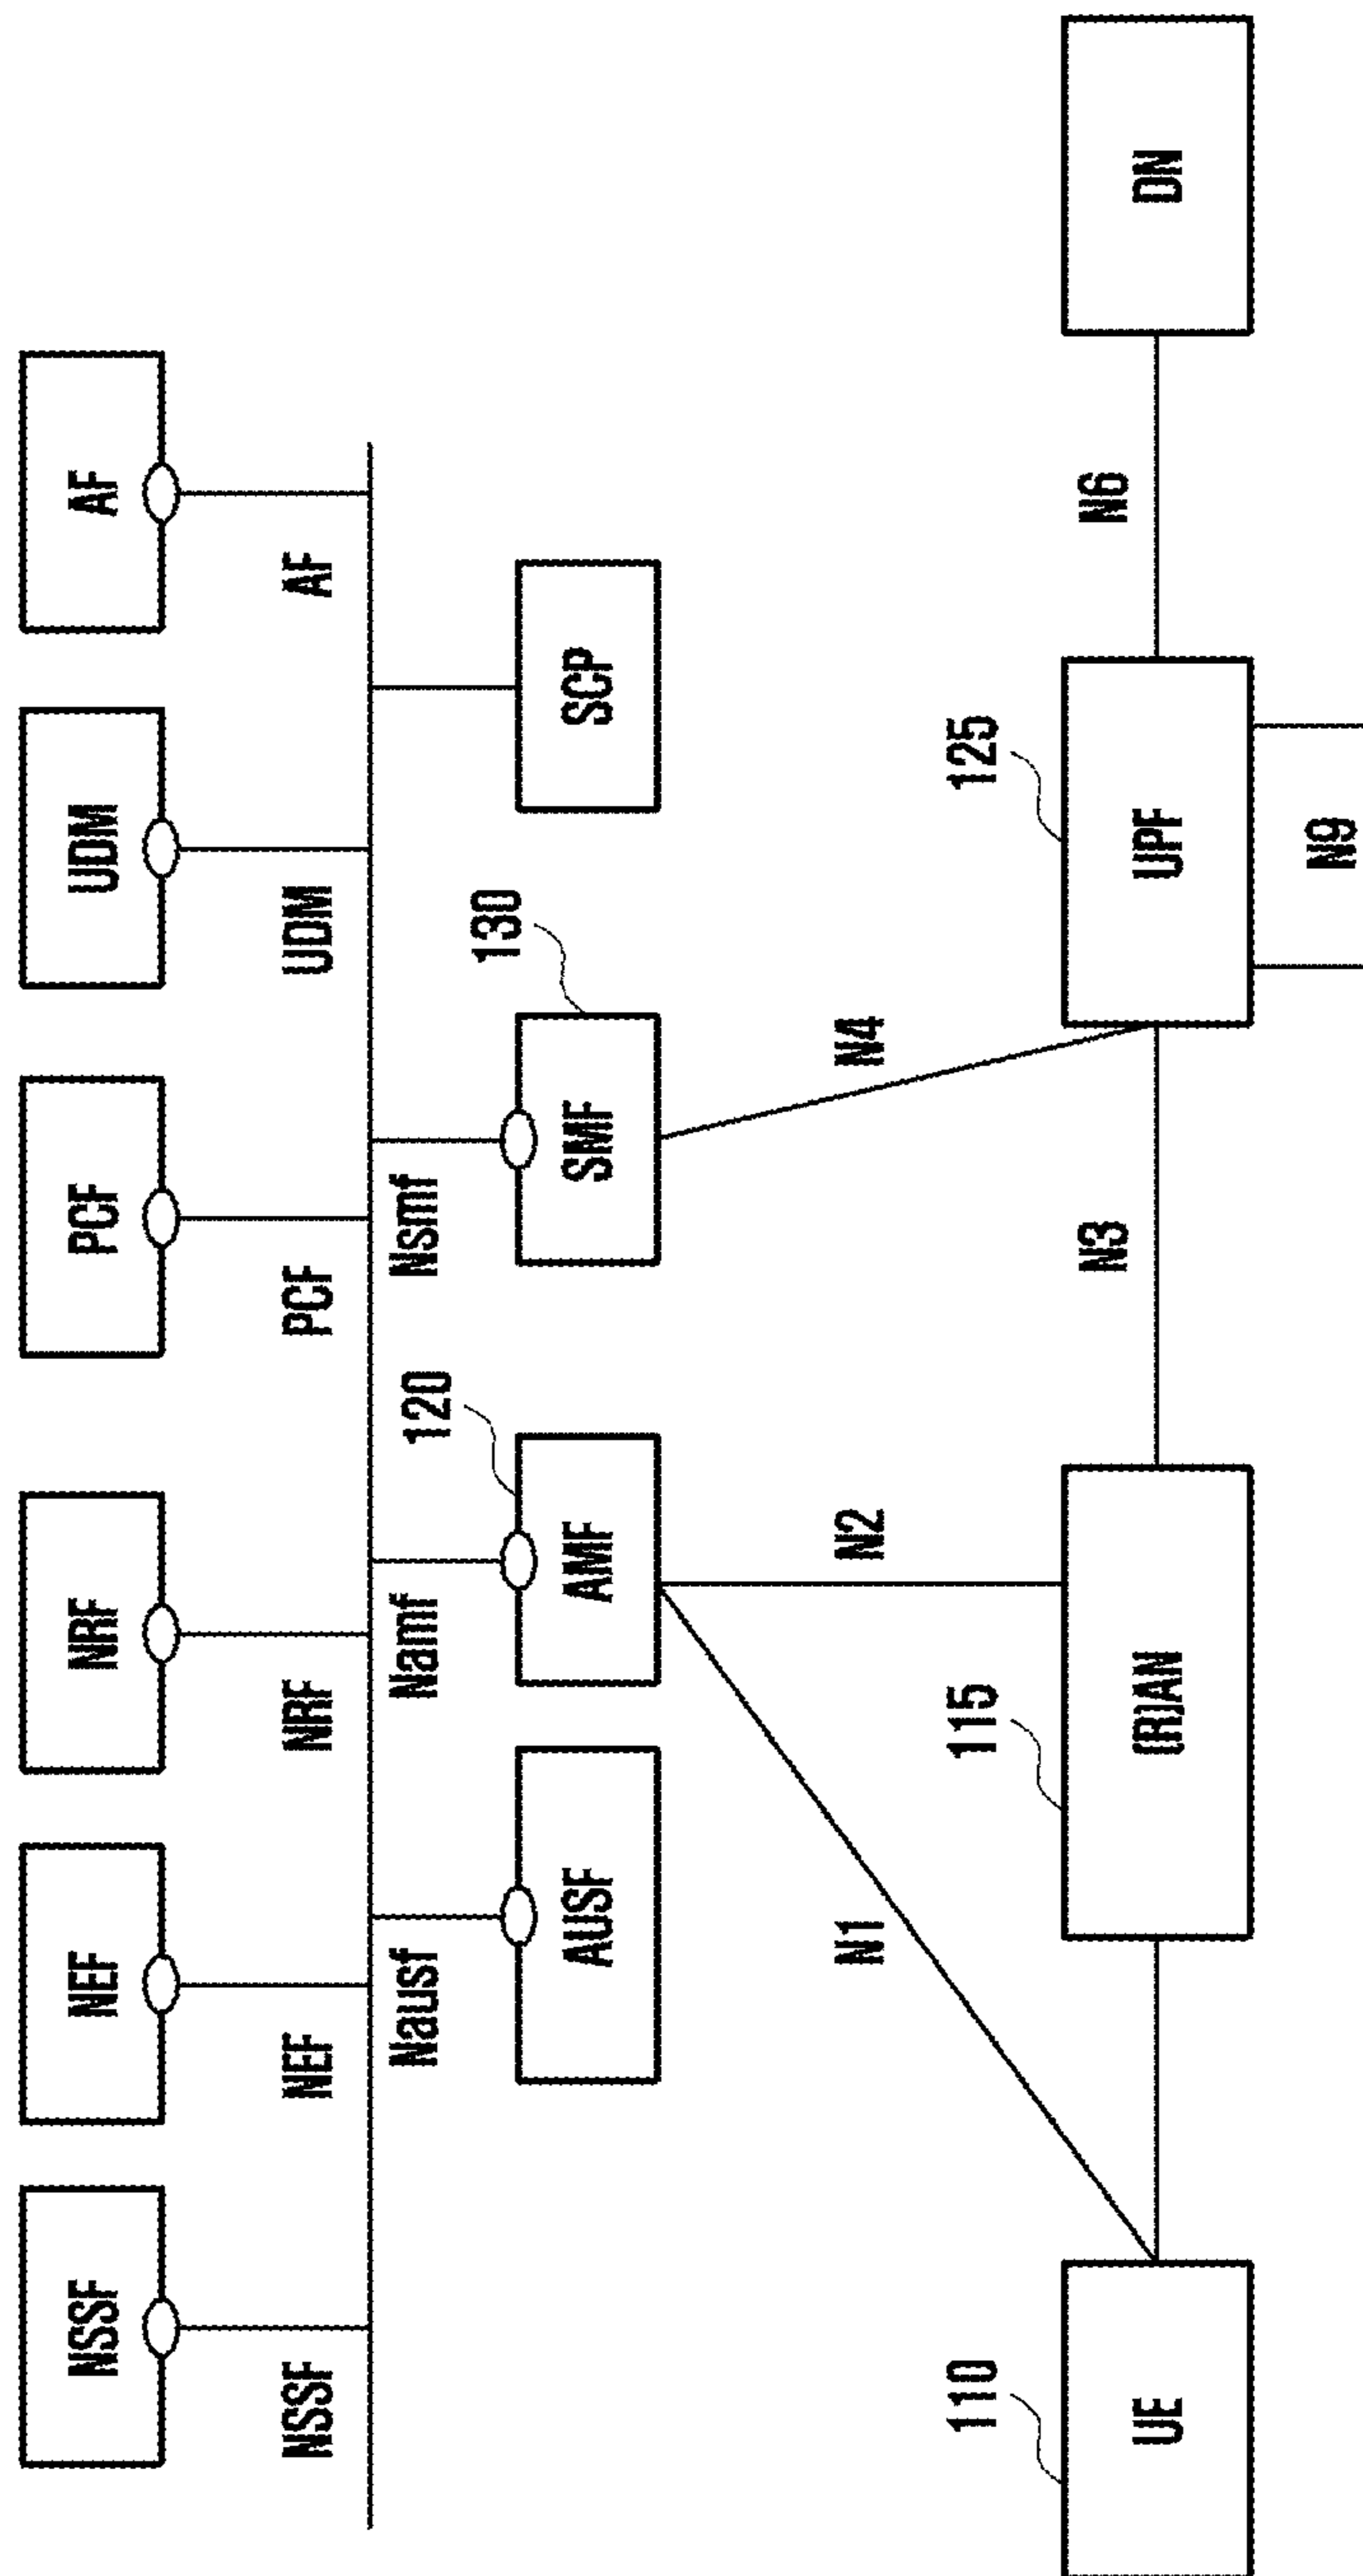 NSSF
NEF
NRF
PCF
UDM
AF
NSSF
NEF
NRF
PCF
UDM
AF
Nausf
Namf
Nsmf
120
130
AUSF
AMF
SMF
SCP
N1
N2
N4
110
115
125
N3
N6
UE
(R)AN
UPF
DN
N9